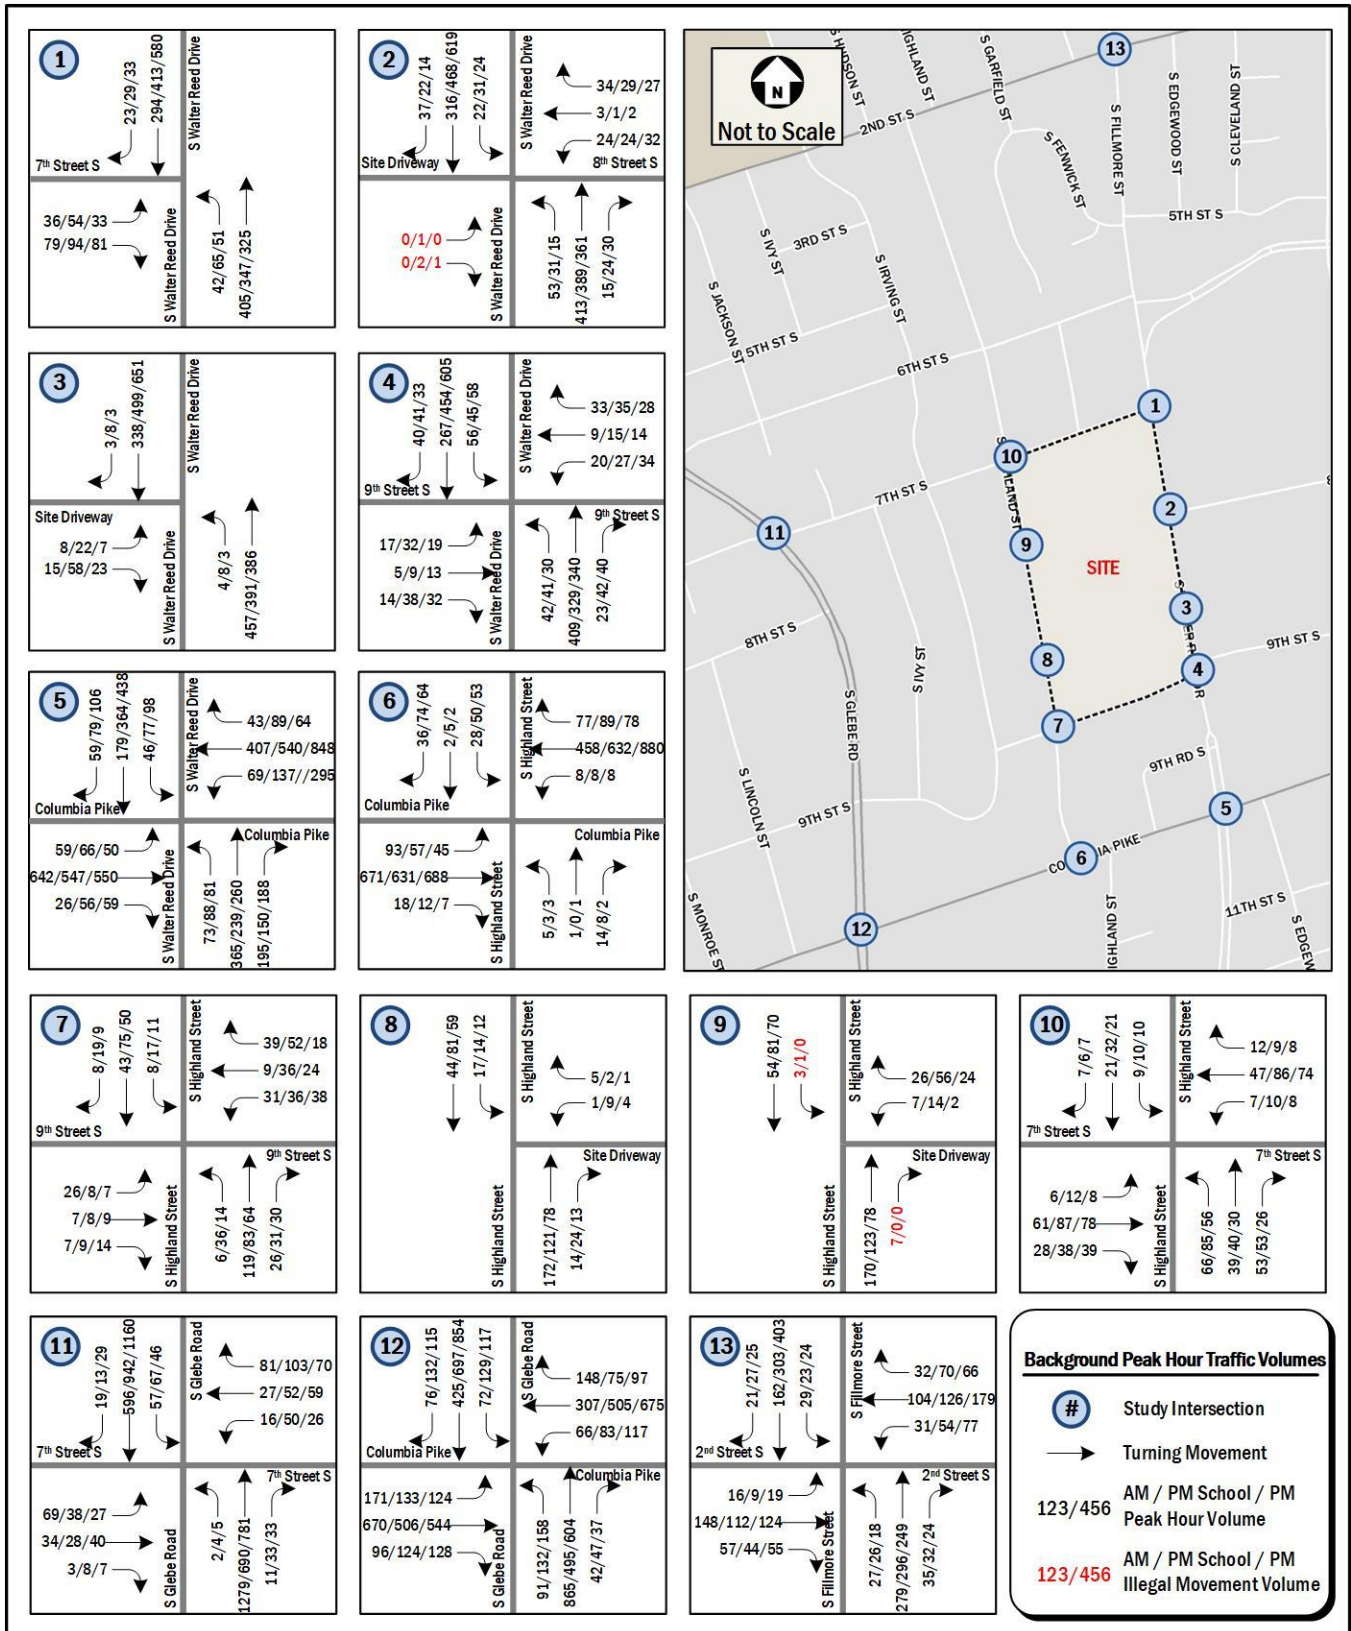 1
23/29/33
294/413/580
S Walter Reed Drive
7th Street S
36/54/33
79/94/81
S Walter Reed Drive
42/65/51
405/347/325
2
37/22/14
316/468/619
22/31/24
S Walter Reed Drive
34/29/27
3/1/2
24/24/32
Site Driveway
8th Street S
0/1/0
0/2/1
S Walter Reed Drive
53/31/15
413/389/361
15/24/30
3
3/8/3
338/499/651
S Walter Reed Drive
Site Driveway
8/22/7
15/58/23
S Walter Reed Drive
4/8/3
457/391/386
4
40/41/33
267/454/605
56/45/58
S Walter Reed Drive
33/35/28
9/15/14
20/27/34
9th Street S
9th Street S
17/32/19
5/9/13
14/38/32
S Walter Reed Drive
42/41/30
409/329/340
23/42/40
5
59/79/106
179/364/438
46/77/98
S Walter Reed Drive
43/89/64
407/540/848
69/137//295
Columbia Pike
Columbia Pike
59/66/50
642/547/550
26/56/59
S Walter Reed Drive
73/88/81
365/239/260
195/150/188
6
36/74/64
2/5/2
28/50/53
S Highland Street
77/89/78
458/632/880
8/8/8
Columbia Pike
Columbia Pike
93/57/45
671/631/688
18/12/7
S Highland Street
5/3/3
1/0/1
14/8/2
N
Not to Scale
13
2ND ST S
S GARFIELD ST
S FENWICK ST
S FILLMORE ST
S EDGEWOOD ST
S CLEVELAND ST
5TH ST S
S IVY ST
3RD ST S
S IRVING ST
S JACKSON ST
5TH ST S
6TH ST S
1
10
7TH ST S
2
11
9
SITE
3
8TH ST S
S IVY ST
8
4
9TH ST S
S GLEBE RD
7
9TH RD S
S LINCOLN ST
9TH ST S
5
6
S MONROE ST
12
11TH ST S
7
8/19/9
43/75/50
8/17/11
S Highland Street
39/52/18
9/36/24
31/36/38
9th Street S
9th Street S
26/8/7
7/8/9
7/9/14
S Highland Street
6/36/14
119/83/64
26/31/30
8
44/81/59
17/14/12
S Highland Street
5/2/1
1/9/4
Site Driveway
S Highland Street
172/121/78
14/24/13
9
54/81/70
3/1/0
S Highland Street
26/56/24
7/14/2
Site Driveway
S Highland Street
170/123/78
7/0/0
10
7/6/7
21/32/21
9/10/10
S Highland Street
12/9/8
47/86/74
7/10/8
7th Street S
7th Street S
6/12/8
61/87/78
28/38/39
S Highland Street
66/85/56
39/40/30
53/53/26
11
19/13/29
596/942/1160
57/67/46
S Glebe Road
81/103/70
27/52/59
16/50/26
7th Street S
7th Street S
69/38/27
34/28/40
3/8/7
S Glebe Road
2/4/5
1279/690/781
11/33/33
12
76/132/115
425/697/854
72/129/117
S Glebe Road
148/75/97
307/505/675
66/83/117
Columbia Pike
Columbia Pike
171/133/124
670/506/544
96/124/128
S Glebe Road
91/132/158
865/495/604
42/47/37
13
21/27/25
162/303/403
29/23/24
S Fillmore Street
32/70/66
104/126/179
31/54/77
2nd Street S
2nd Street S
16/9/19
148/112/124
57/44/55
S Fillmore Street
27/26/18
279/296/249
35/32/24
Background Peak Hour Traffic Volumes
# Study Intersection
Turning Movement
123/456 AM / PM School / PM
Peak Hour Volume
123/456 AM / PM School / PM
Illegal Movement Volume